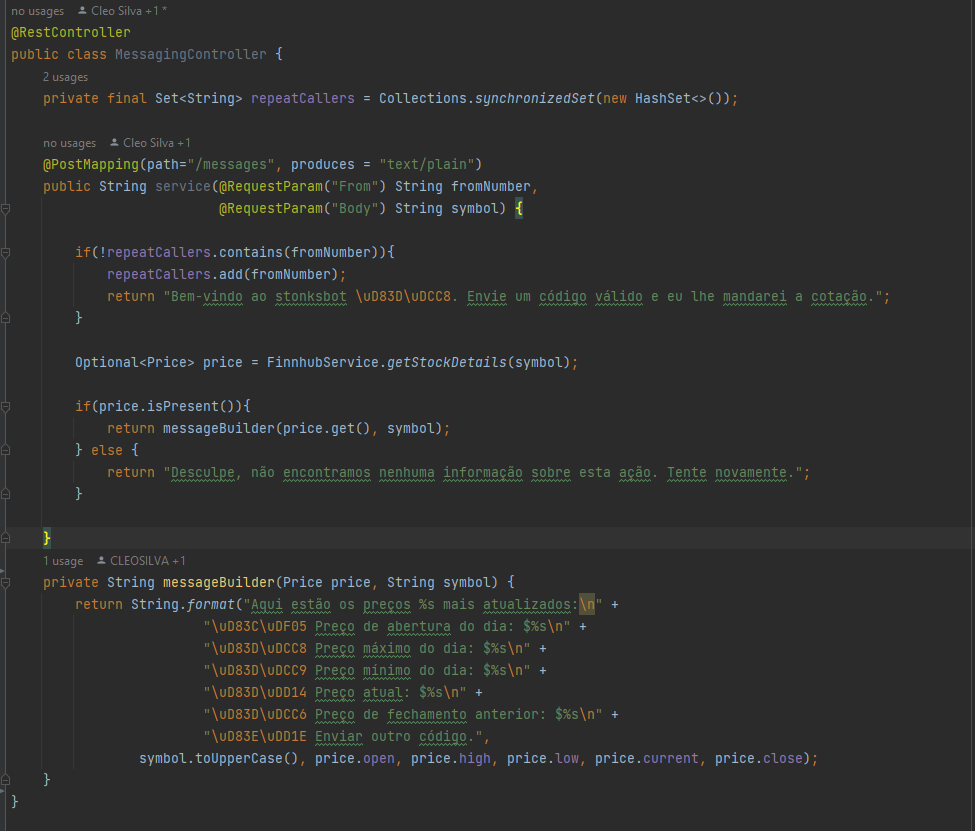 no usages Cleo Silva +1 *
@RestController
public class MessagingController {
2 usages
private final Set<String> repeatCallers = Collections.synchronizedSet(new HashSet<>());
no usages Cleo Silva +1
@PostMapping(path="/messages", produces = "text/plain")
public String service(@RequestParam("From") String fromNumber,
@RequestParam("Body") String symbol) {
if(!repeatCallers.contains(fromNumber)){
repeatCallers.add(fromNumber);
return "Bem-vindo ao stonksbot \uD83D\uDCC8. Envie um código válido e eu lhe mandarei a cotação.";
}
Optional<Price> price = FinnhubService.getStockDetails(symbol);
if(price.isPresent()){
return messageBuilder(price.get(), symbol);
} else {
return "Desculpe, não encontramos nenhuma informação sobre esta ação. Tente novamente.";
}
}
1 usage CLEOSILVA +1
private String messageBuilder(Price price, String symbol) {
return String.format("Aqui estão os preços %s mais atualizados:\n" +
"\uD83C\uDF05 Preço de abertura do dia: $%s\n" +
"\uD83D\uDCC8 Preço máximo do dia: $%s\n" +
"\uD83D\uDCC9 Preço mínimo do dia: $%s\n" +
"\uD83D\uDD14 Preço atual: $%s\n" +
"\uD83D\uDCC6 Preço de fechamento anterior: $%s\n" +
"\uD83E\uDD1E Enviar outro código.",
symbol.toUpperCase(), price.open, price.high, price.low, price.current, price.close);
}
}